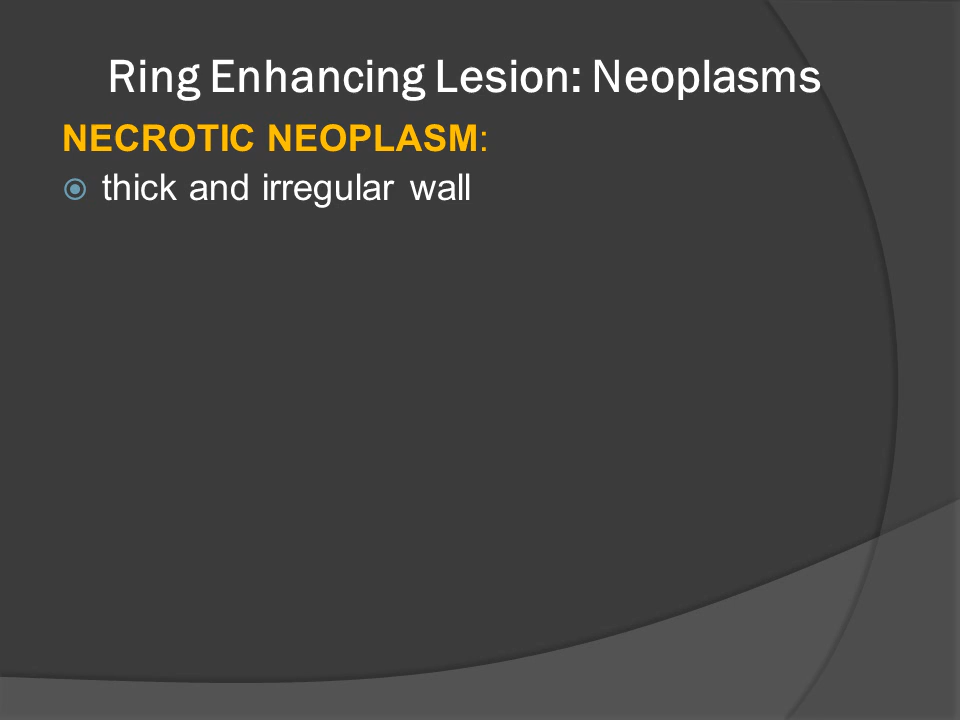 Ring Enhancing Lesion: Neoplasms
NECROTIC NEOPLASM:
thick and irregular wall